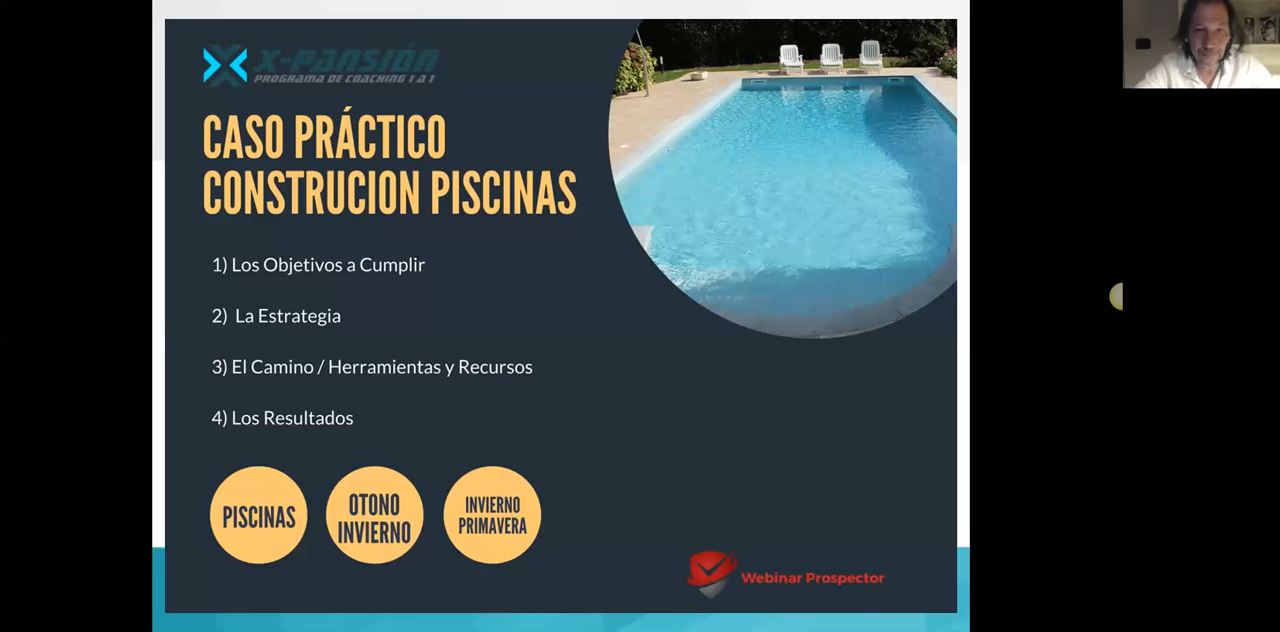 X-PANSIÓN
PROGRAMA DE COACHING 1 A 1
CASO PRÁCTICO
CONSTRUCION PISCINAS
1) Los Objetivos a Cumplir
2) La Estrategia
3) El Camino / Herramientas y Recursos
4) Los Resultados
PISCINAS
OTONO
INVIERNO
INVIERNO
PRIMAVERA
Webinar Prospector